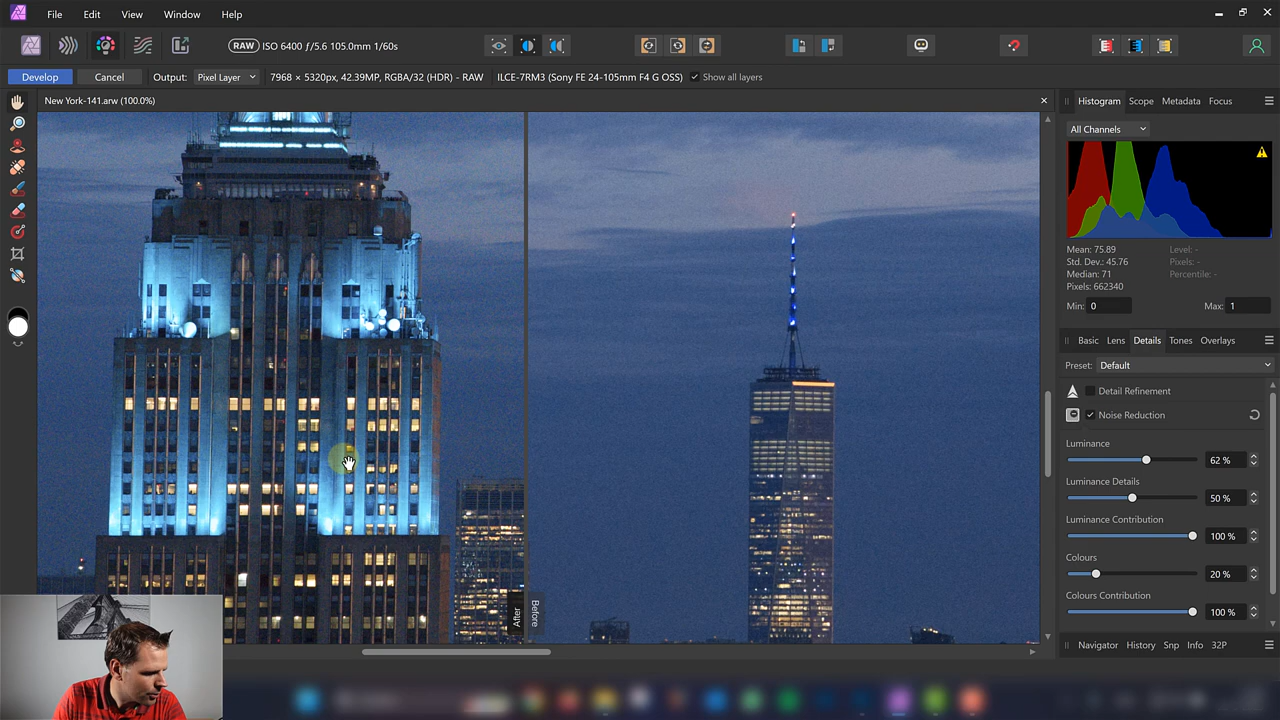 File Edit View Window Help
RAW ISO 6400 ƒ/5.6 105.0mm 1/60s
Develop Cancel Output: Pixel Layer 7968 × 5320px, 42.39MP, RGBA/32 (HDR) - RAW ILCE-7RM3 (Sony FE 24-105mm F4 G OSS) Show all layers
New York-141.arw (100.0%)
Histogram Scope Metadata Focus
All Channels
Mean: 75.89 Level: -
Std. Dev.: 45.76 Pixels: -
Median: 71 Percentile: -
Pixels: 662340
Min: 0 Max: 1
Basic Lens Details Tones Overlays
Preset: Default
Detail Refinement
Noise Reduction
Luminance
62 %
Luminance Details
50 %
Luminance Contribution
100 %
Colours
20 %
Colours Contribution
100 %
After Before
Navigator History Snp Info 32P